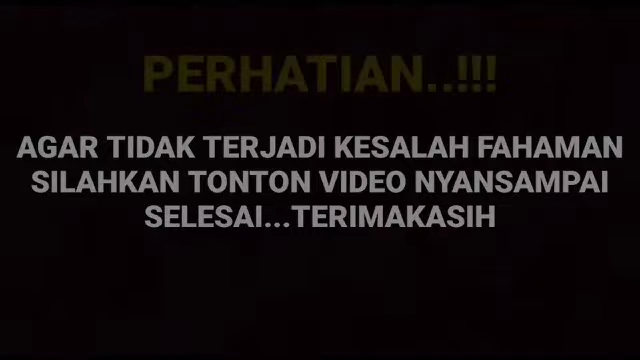 PERHATIAN..!!!
AGAR TIDAK TERJADI KESALAH FAHAMAN
SILAHKAN TONTON VIDEO NYANSAMPAI
SELESAI...TERIMAKASIH